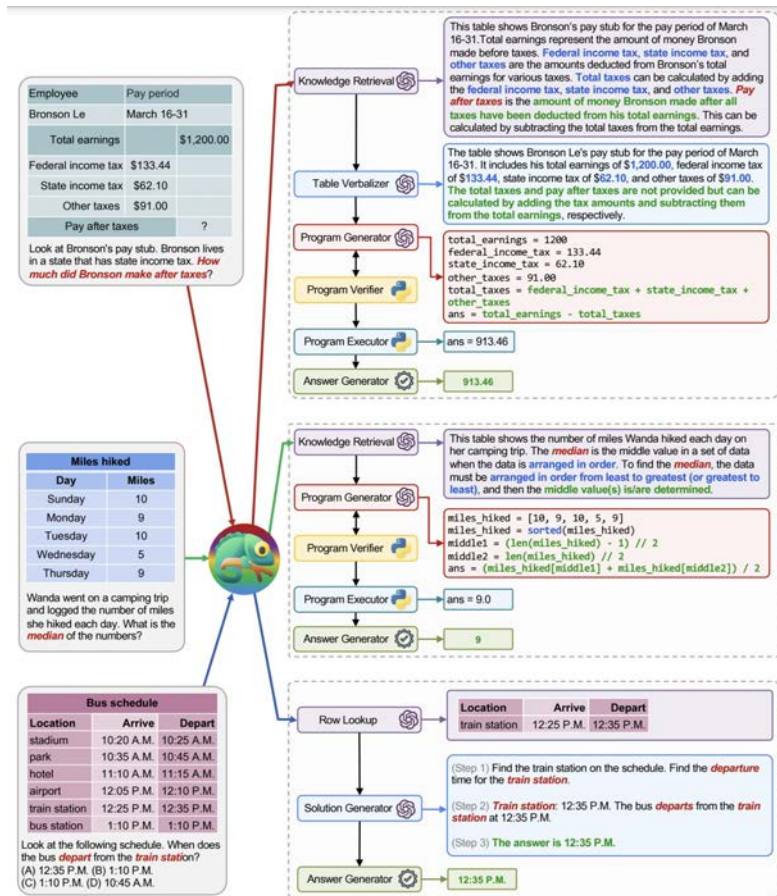 Employee Pay period
Bronson Le March 16-31
Total earnings $1,200.00
Federal income tax $133.44
State income tax $62.10
Other taxes $91.00
Pay after taxes ?
Look at Bronson's pay stub. Bronson lives
in a state that has state income tax. How
much did Bronson make after taxes?
Knowledge Retrieval
This table shows Bronson's pay stub for the pay period of March
16-31.Total earnings represent the amount of money Bronson
made before taxes. Federal income tax, state income tax, and
other taxes are the amounts deducted from Bronson's total
earnings for various taxes. Total taxes can be calculated by adding
the federal income tax, state income tax, and other taxes. Pay
after taxes is the amount of money Bronson made after all
taxes have been deducted from his total earnings. This can be
calculated by subtracting the total taxes from the total earnings.
Table Verbalizer
The table shows Bronson Le's pay stub for the pay period of March
16-31. It includes his total earnings of $1,200.00, federal income tax
of $133.44, state income tax of $62.10, and other taxes of $91.00.
The total taxes and pay after taxes are not provided but can be
calculated by adding the tax amounts and subtracting them
from the total earnings, respectively.
Program Generator
total_earnings = 1200
federal_income_tax = 133.44
state_income_tax = 62.10
other_taxes = 91.00
total_taxes = federal_income_tax + state_income_tax +
other_taxes
ans = total_earnings - total_taxes
Program Verifier
Program Executor
ans = 913.46
Answer Generator
913.46
Miles hiked
Day Miles
Sunday 10
Monday 9
Tuesday 10
Wednesday 5
Thursday 9
Wanda went on a camping trip
and logged the number of miles
she hiked each day. What is the
median of the numbers?
Knowledge Retrieval
This table shows the number of miles Wanda hiked each day on
her camping trip. The median is the middle value in a set of data
when the data is arranged in order. To find the median, the data
must be arranged in order from least to greatest (or greatest to
least), and then the middle value(s) is/are determined.
Program Generator
miles_hiked = [10, 9, 10, 5, 9]
miles_hiked = sorted(miles_hiked)
middle1 = (len(miles_hiked) - 1) // 2
middle2 = len(miles_hiked) // 2
ans = (miles_hiked[middle1] + miles_hiked[middle2]) / 2
Program Verifier
Program Executor
ans = 9.0
Answer Generator
9
Bus schedule
Location Arrive Depart
stadium 10:20 A.M. 10:25 A.M.
park 10:35 A.M. 10:45 A.M.
hotel 11:10 A.M. 11:15 A.M.
airport 12:05 P.M. 12:10 P.M.
train station 12:25 P.M. 12:35 P.M.
bus station 1:10 P.M. 1:10 P.M.
Look at the following schedule. When does
the bus depart from the train station?
(A) 12:35 P.M. (B) 1:10 P.M.
(C) 1:10 P.M. (D) 10:45 A.M.
Row Lookup
Location Arrive Depart
train station 12:25 P.M. 12:35 P.M.
Solution Generator
(Step 1) Find the train station on the schedule. Find the departure
time for the train station.
(Step 2) Train station: 12:35 P.M. The bus departs from the train
station at 12:35 P.M.
(Step 3) The answer is 12:35 P.M.
Answer Generator
12:35 P.M.